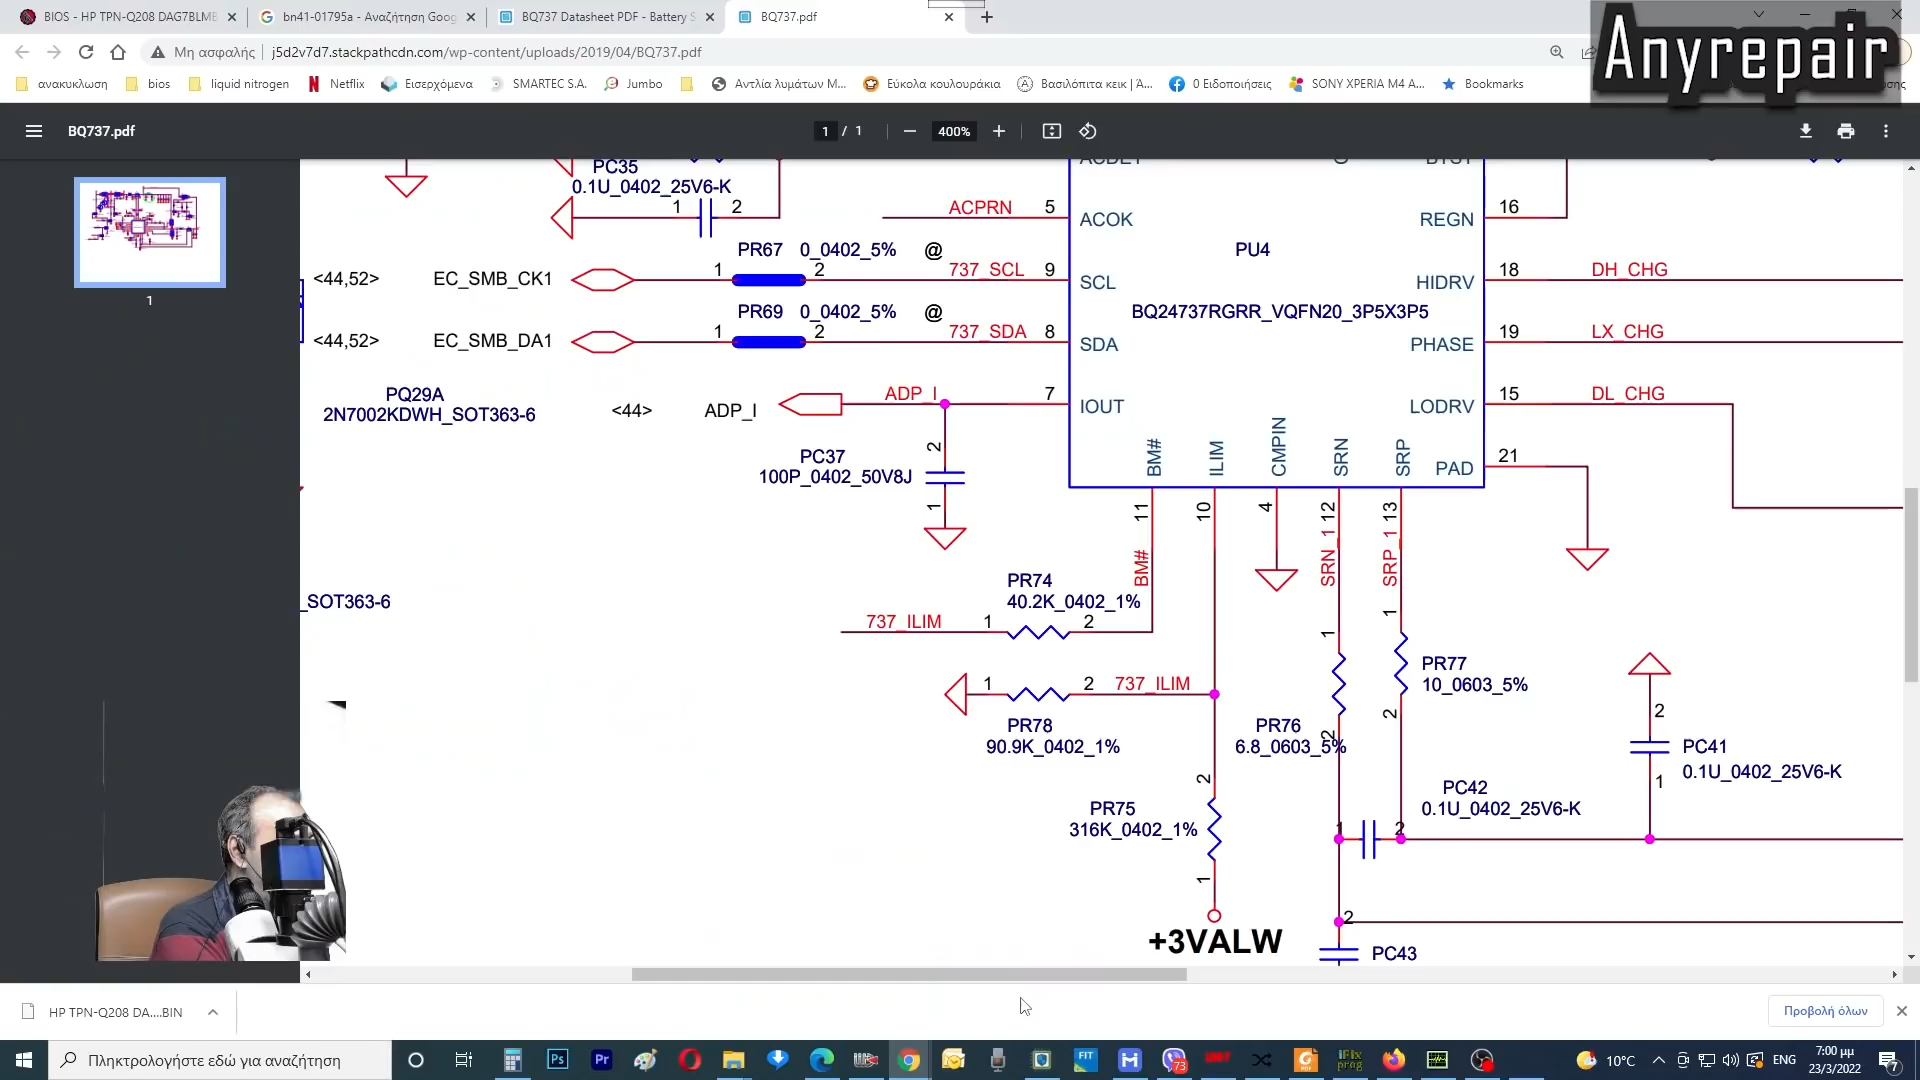 BIOS - HP TPN-Q208 DAG7BLMB
bn41-01795a - Αναζήτηση Goog
BQ737 Datasheet PDF - Battery S
BQ737.pdf
Anyrepair
Μη ασφαλής
j5d2v7d7.stackpathcdn.com/wp-content/uploads/2019/04/BQ737.pdf
ανακυκλωση
bios
liquid nitrogen
Netflix
Εισερχόμενα
SMARTEC S.A.
Jumbo
Αντλία λυμάτων M...
Εύκολα κουλουράκια
Βασιλόπιτα κεικ | Ά...
0 Ειδοποιήσεις
SONY XPERIA M4 A...
Bookmarks
BQ737.pdf
1 / 1
400%
1
PC35
0.1U_0402_25V6-K
1 2
ACPRN 5 ACOK
REGN 16
PR67 0_0402_5% @
PU4
<44,52> EC_SMB_CK1 1 2 737_SCL 9 SCL
HIDRV 18 DH_CHG
PR69 0_0402_5% @
BQ24737RGRR_VQFN20_3P5X3P5
<44,52> EC_SMB_DA1 1 2 737_SDA 8 SDA
PHASE 19 LX_CHG
PQ29A
2N7002KDWH_SOT363-6
<44> ADP_I ADP_I 7 IOUT
LODRV 15 DL_CHG
BM# ILIM CMPIN SRN SRP PAD 21
PC37
100P_0402_50V8J
2
1
11 10 4 12 13
BM# SRN_1 SRP_1
PR74
40.2K_0402_1%
_SOT363-6
737_ILIM 1 2
1 1
PR77
10_0603_5%
1 2 737_ILIM
PR78
90.9K_0402_1%
PR76
6.8_0603_5%
2 2
2
PC41
0.1U_0402_25V6-K
1
PC42
0.1U_0402_25V6-K
1 2
2
PR75
316K_0402_1%
1
+3VALW
2
PC43
HP TPN-Q208 DA....BIN
Προβολή όλων
Πληκτρολογήστε εδώ για αναζήτηση
Ps
Pr
FIT
73
iFix
prog
10°C
ENG
7:00 μμ
23/3/2022
7